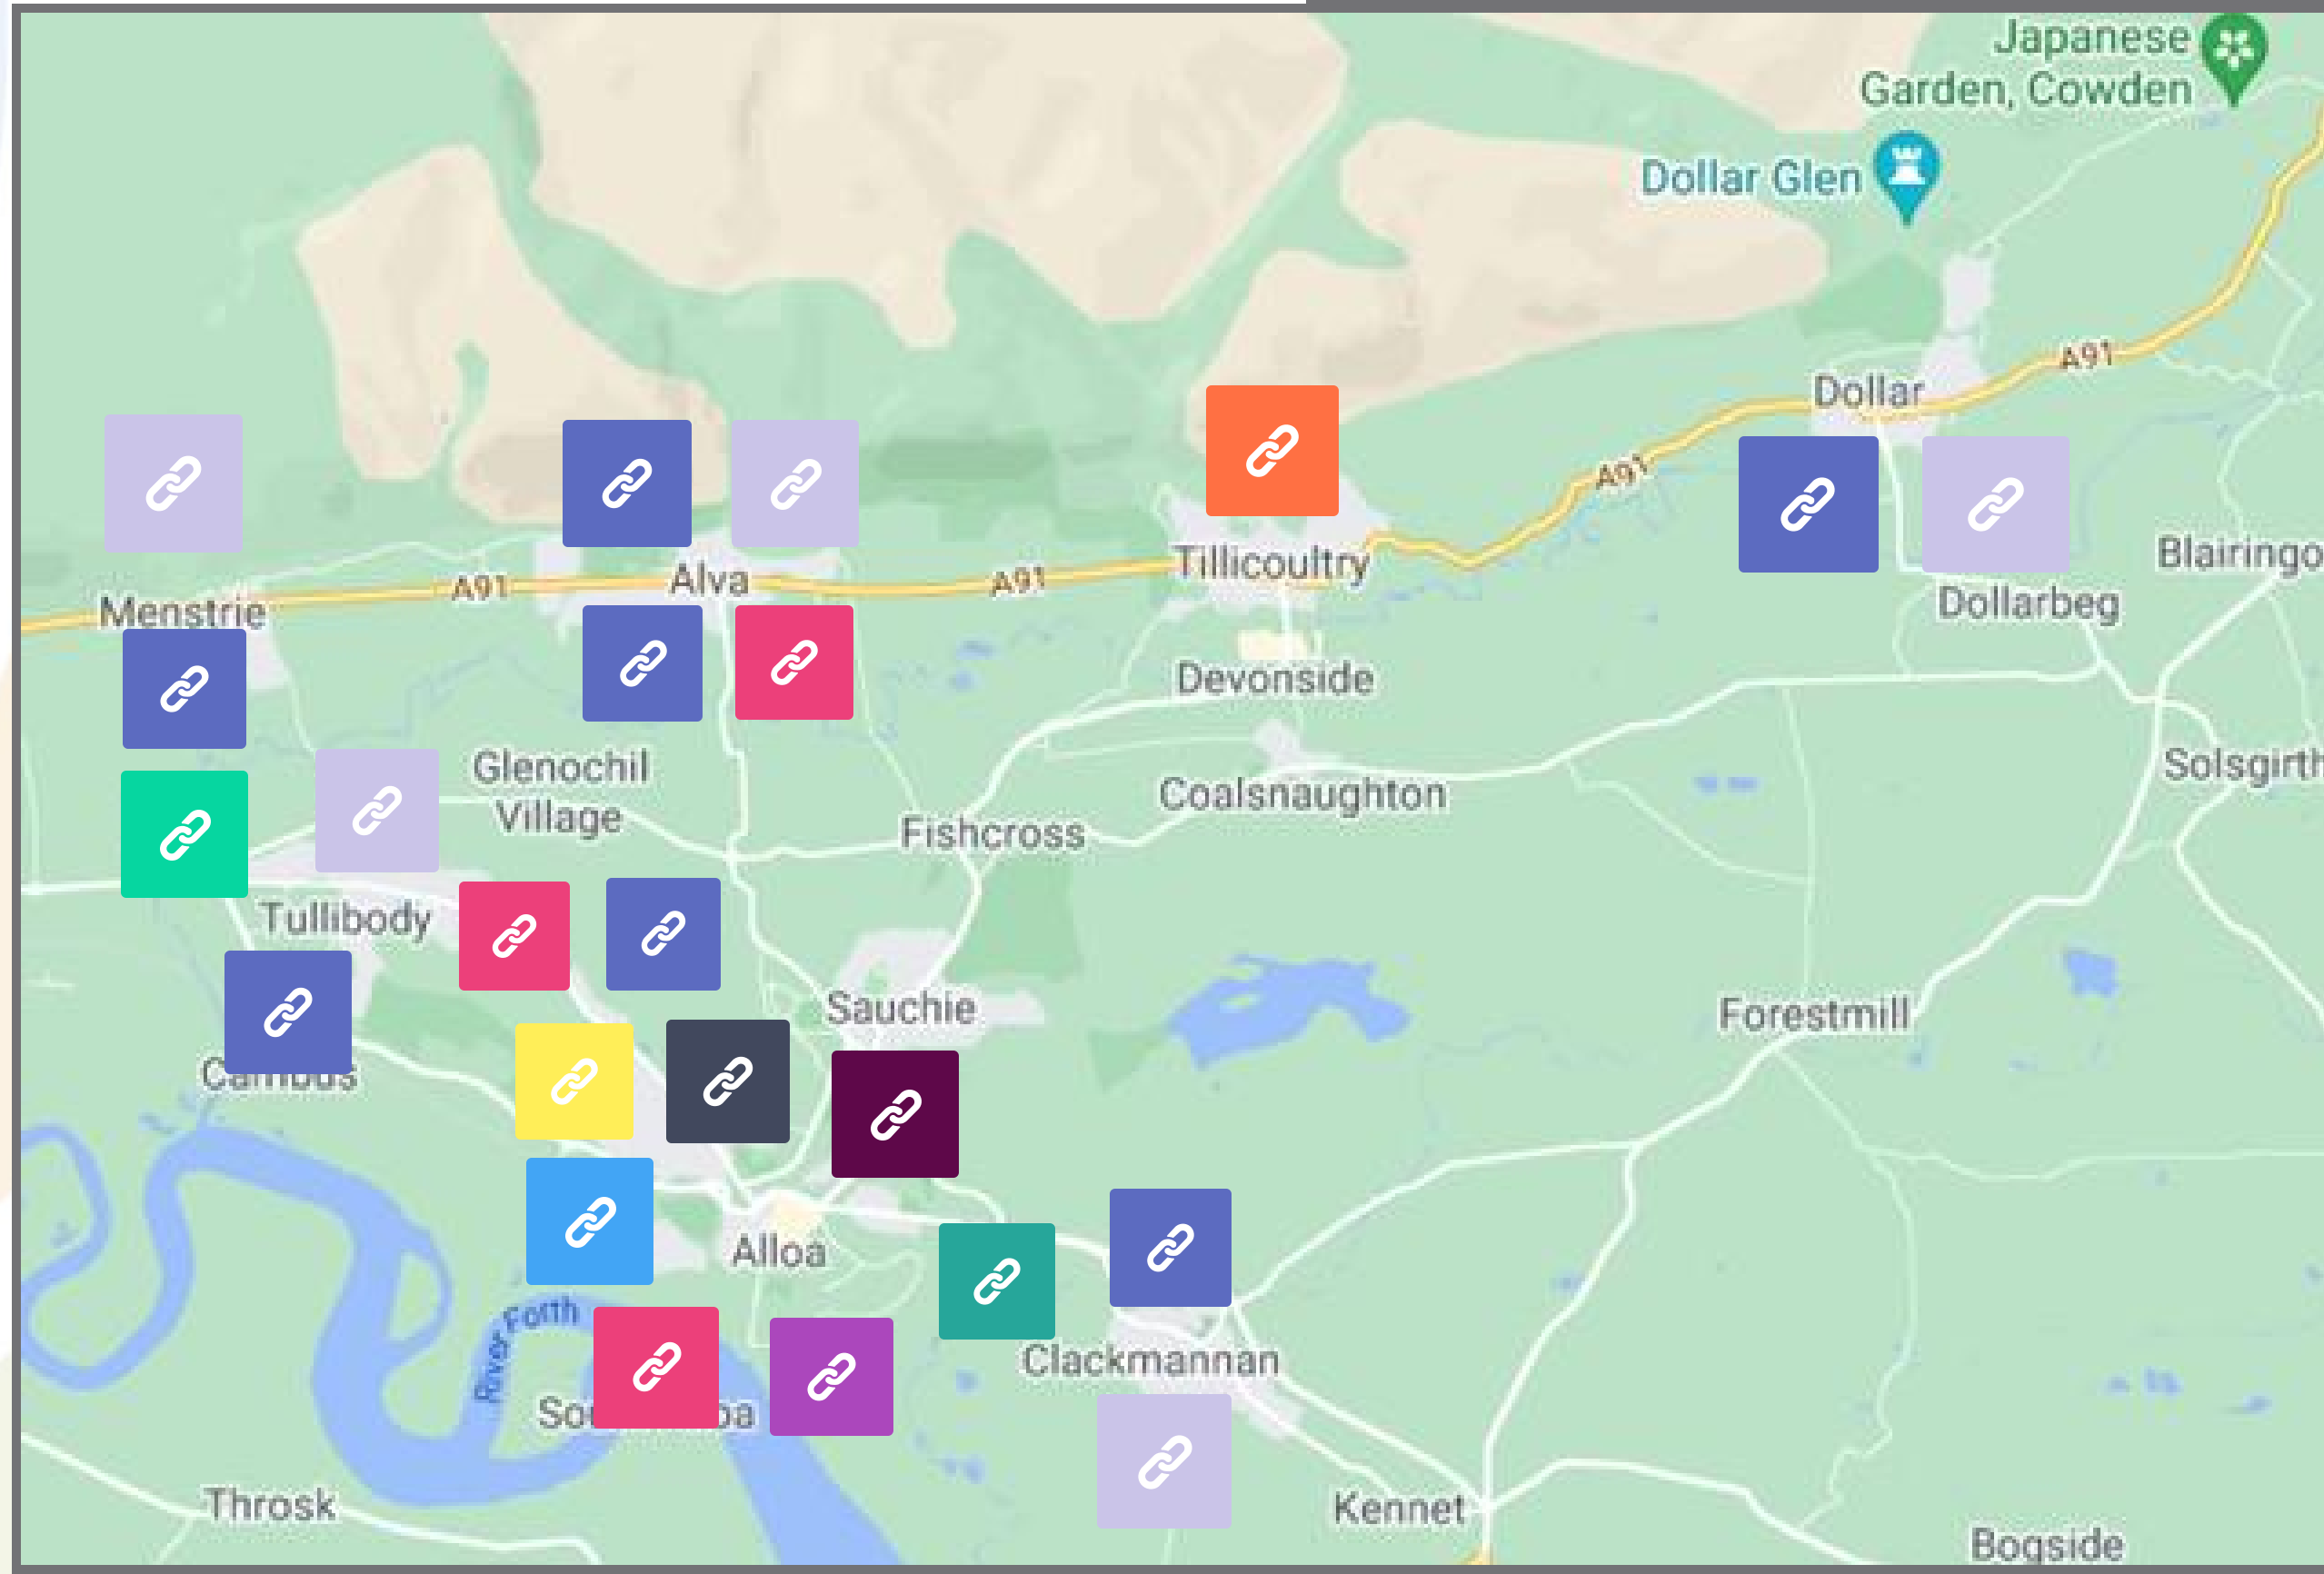 Japanese
Garden, Cowden
Dollar Glen
A91
Dollar
A91
Blairingo
Tillicoultry
A91
Alva
A91
Menstrie
Dollarbeg
Devonside
Glenochil
Village
Solsgirth
Coalsnaughton
Fishcross
Tullibody
Sauchie
Forestmill
Cambus
Alloa
River Forth
Clackmannan
Throsk
Kennet
Bogside